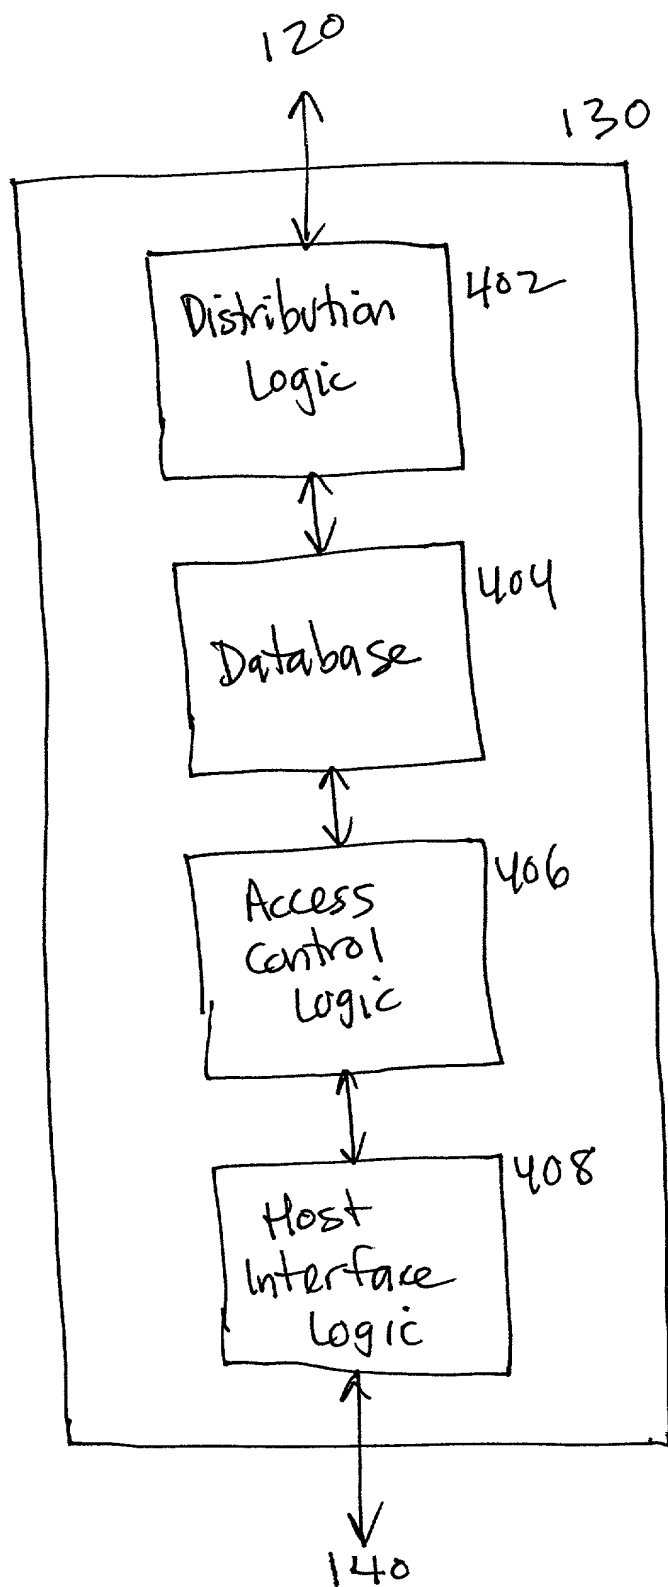 120
130
Distribution
Logic
402
Database
404
Access
Control
Logic
406
Host
Interface
Logic
408
140